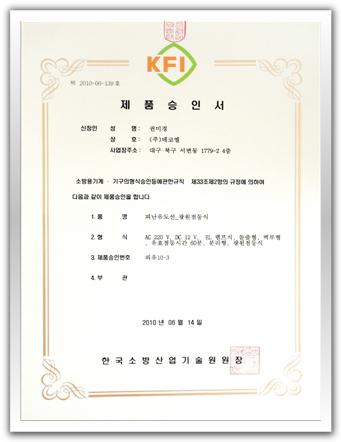 KFI
제 2010-06-139 호
제 품 승 인 서
신청인 성 명 : 권미경
상 호 : (주)배코엘
사업장주소 : 대구 북구 서변동 1779-2 4층
소방용기계 · 기구의형식승인등에관한규칙 제33조제2항의 규정에 의하여
다음과 같이 제품승인을 합니다.
1. 품 명 피난유도선_광원점등식
2. 형 식 AC 220 V, DC 12 V, EL 램프식, 돌출형, 벽부형
, 유효점등시간 60분, 분리형, 광원점등식
3. 제품승인번호 피유10-3
4. 부 관
2010 년 06 월 14 일
한국소방산업기술원원장